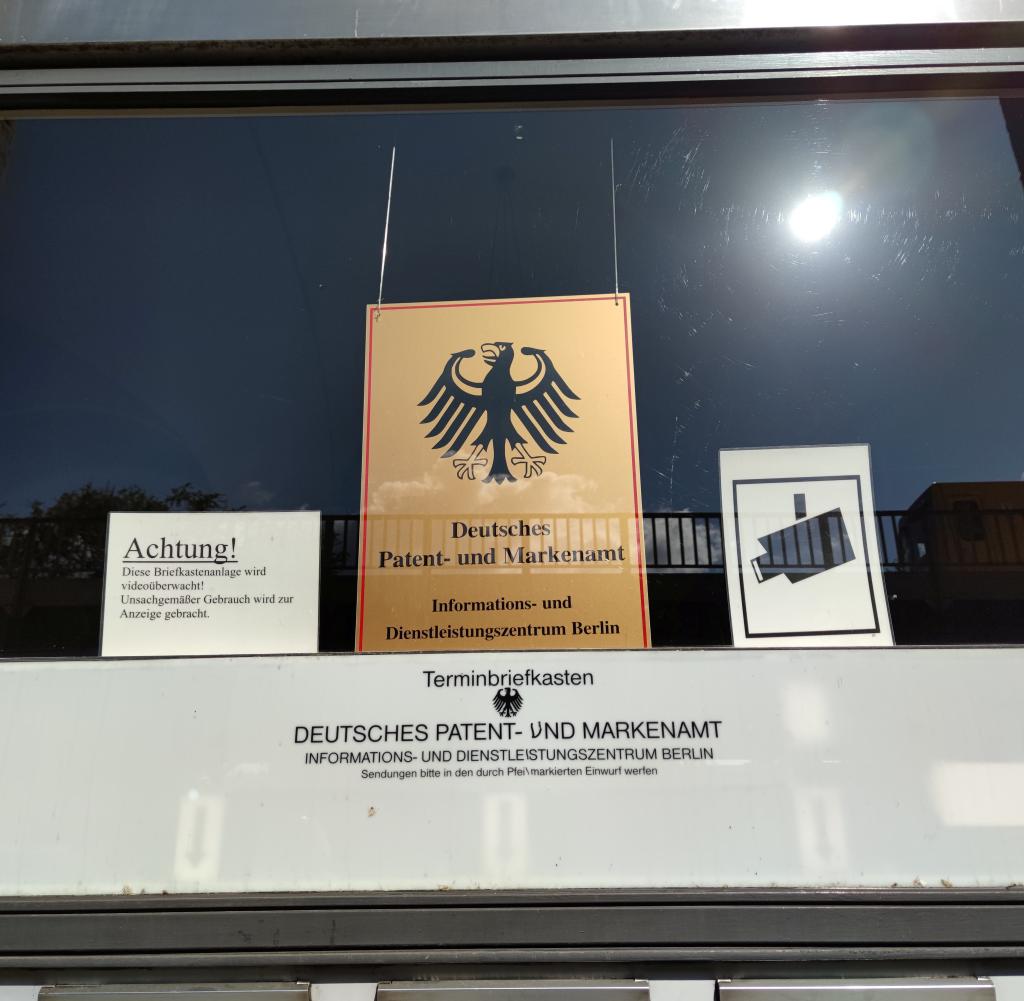 Deutsches
Patent- und Markenamt
Informations- und
Dienstleistungszentrum Berlin
Achtung!
Diese Briefkastenanlage wird
videoüberwacht!
Unsachgemäßer Gebrauch wird zur
Anzeige gebracht.
Terminbriefkasten
DEUTSCHES PATENT- UND MARKENAMT
INFORMATIONS- UND DIENSTLEISTUNGSZENTRUM BERLIN
Sendungen bitte in den durch Pfeil markierten Einwurf werfen